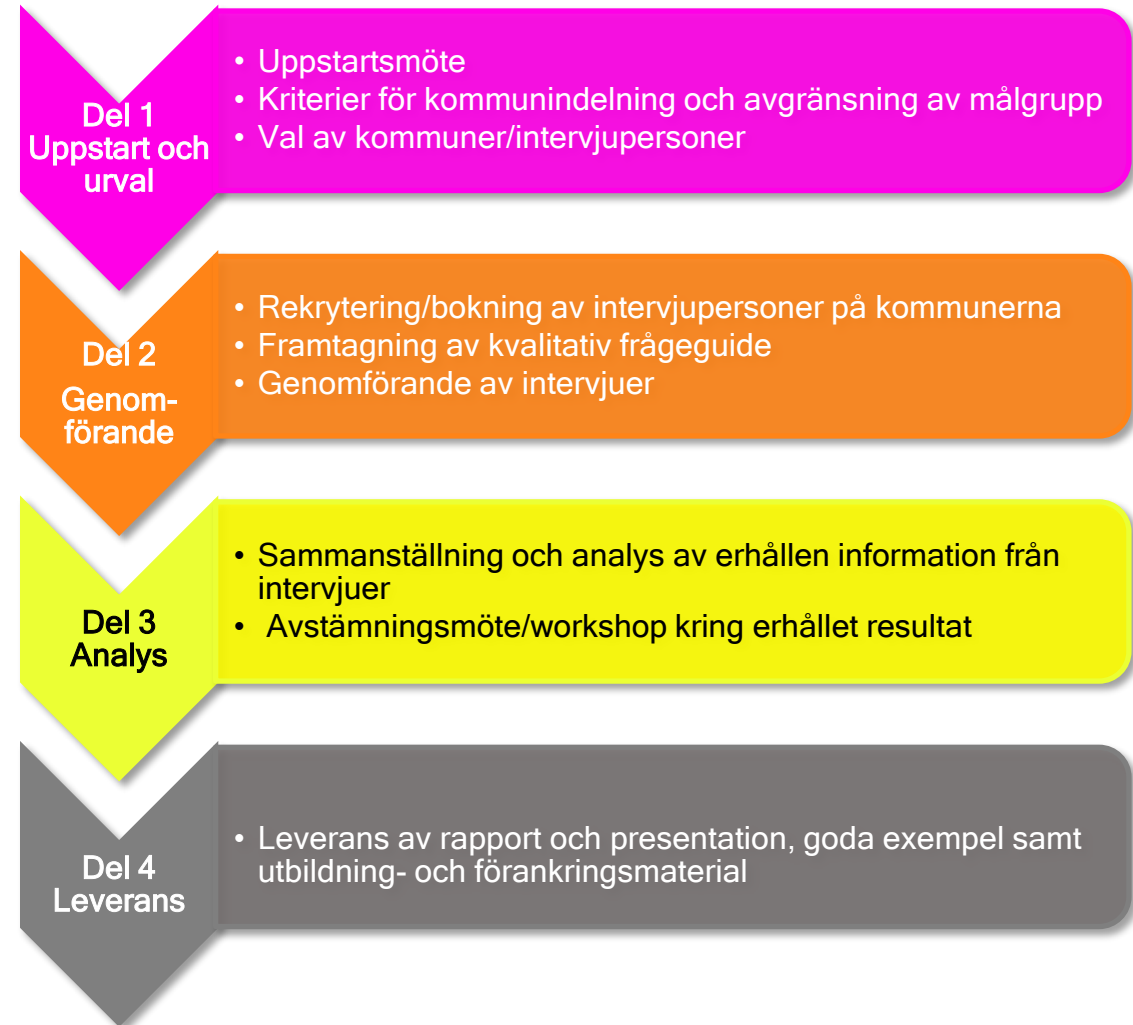 Del 1
Uppstart och
urval
• Uppstartsmöte
• Kriterier för kommunindelning och avgränsning av målgrupp
• Val av kommuner/intervjupersoner
Del 2
Genom-
förande
• Rekrytering/bokning av intervjupersoner på kommunerna
• Framtagning av kvalitativ frågeguide
• Genomförande av intervjuer
Del 3
Analys
• Sammanställning och analys av erhållen information från
intervjuer
• Avstämningsmöte/workshop kring erhållet resultat
Del 4
Leverans
• Leverans av rapport och presentation, goda exempel samt
utbildning- och förankringsmaterial